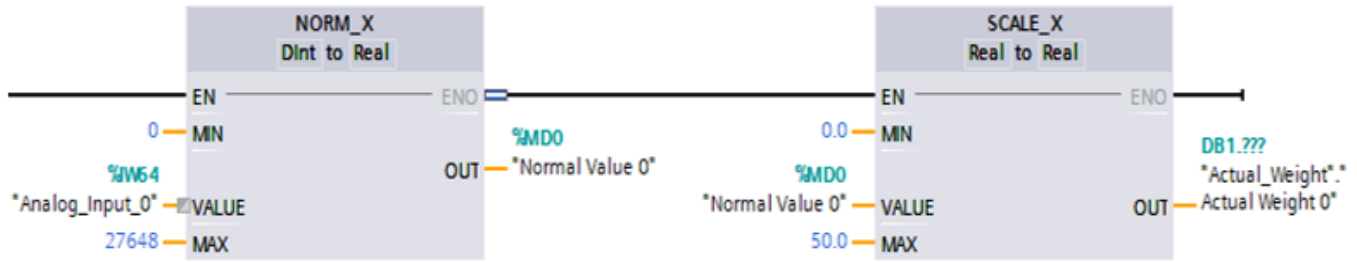 NORM_X
DInt to Real
EN ENO
0 MIN
%MD0
OUT "Normal Value 0"
%IW64
"Analog_Input_0" VALUE
27648 MAX
SCALE_X
Real to Real
EN ENO
0.0 MIN
DB1.???
"Actual_Weight"."
%MD0
"Normal Value 0" VALUE
OUT Actual Weight 0"
50.0 MAX